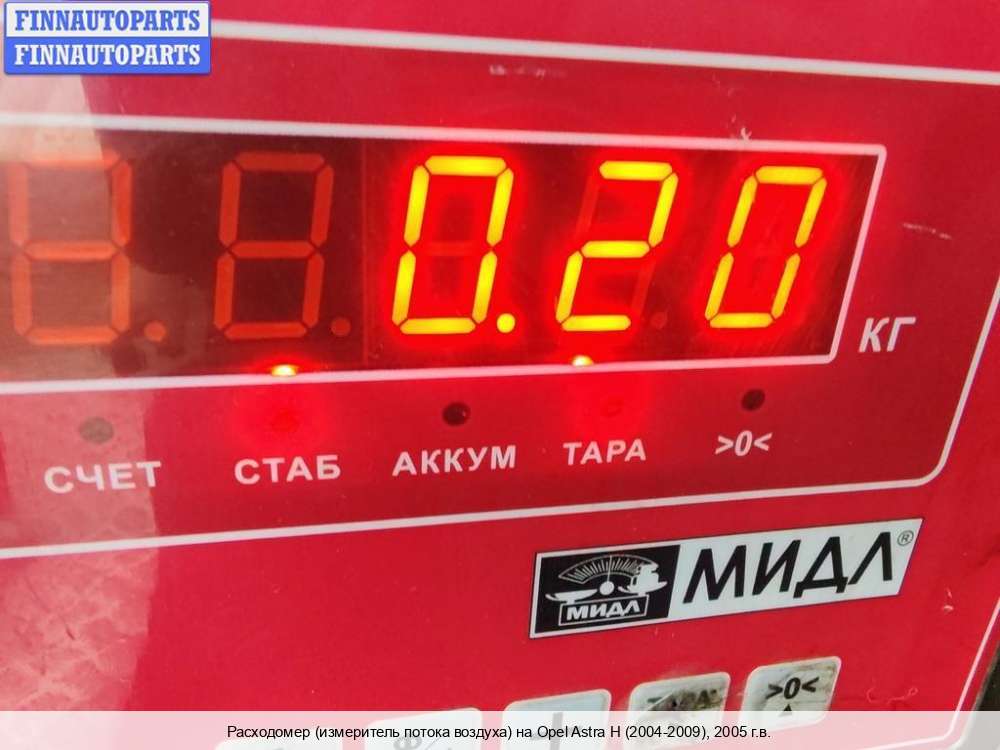 FINNAUTOPARTS
FINNAUTOPARTS
0.20
КГ
СЧЕТ СТАБ АККУМ ТАРА >0<
МИДЛ МИДЛ®
>0<
Расходомер (измеритель потока воздуха) на Opel Astra H (2004-2009), 2005 г.в.